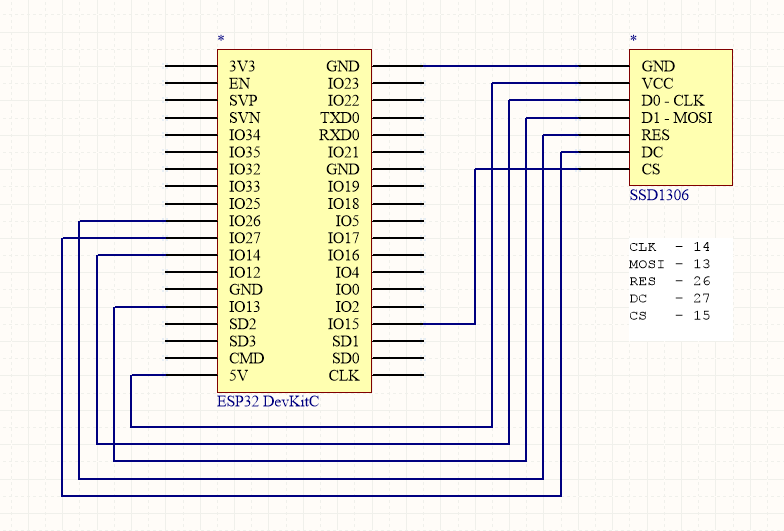 *
3V3 GND
EN IO23
SVP IO22
SVN TXD0
IO34 RXD0
IO35 IO21
IO32 GND
IO33 IO19
IO25 IO18
IO26 IO5
IO27 IO17
IO14 IO16
IO12 IO4
GND IO0
IO13 IO2
SD2 IO15
SD3 SD1
CMD SD0
5V CLK
ESP32 DevKitC
*
GND
VCC
D0 - CLK
D1 - MOSI
RES
DC
CS
SSD1306
CLK - 14
MOSI - 13
RES - 26
DC - 27
CS - 15